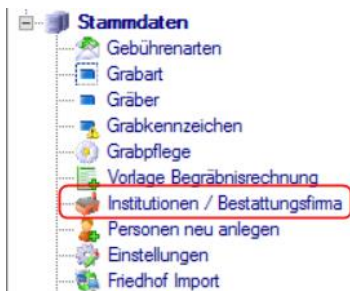 Stammdaten
Gebührenarten
Grabart
Gräber
Grabkennzeichen
Grabpflege
Vorlage Begräbnisrechnung
Institutionen / Bestattungsfirma
Personen neu anlegen
Einstellungen
Friedhof Import